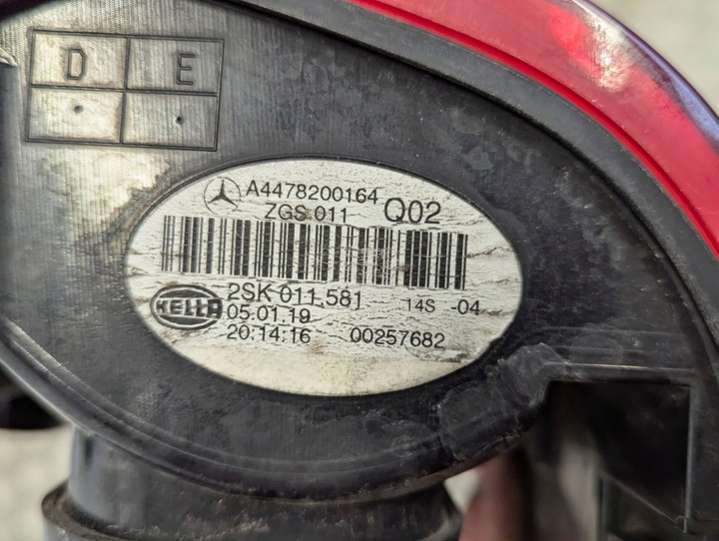 D E
A4478200164
ZGS 011 Q02
2SK 011.581 14S -04
HELLA 05.01.19
20:14:16 00257682